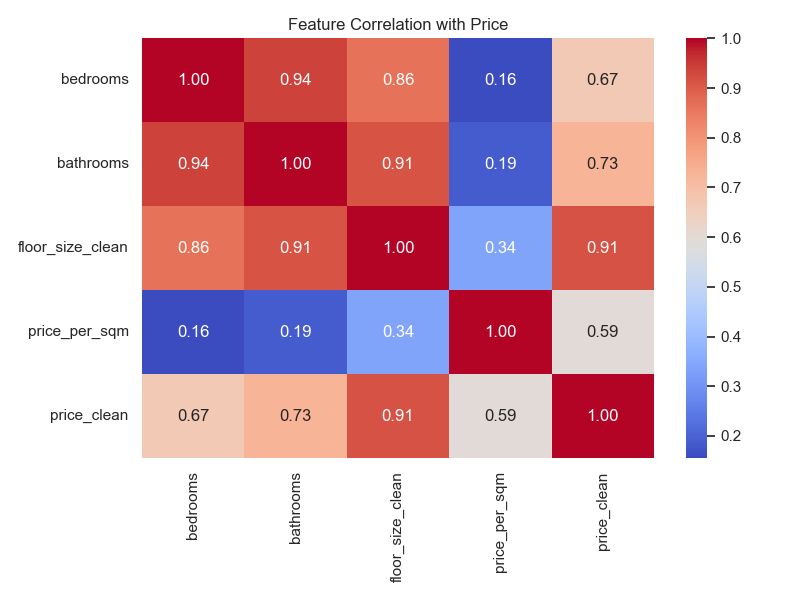 Feature Correlation with Price
bedrooms 1.00 0.94 0.86 0.16 0.67
bathrooms 0.94 1.00 0.91 0.19 0.73
floor_size_clean 0.86 0.91 1.00 0.34 0.91
price_per_sqm 0.16 0.19 0.34 1.00 0.59
price_clean 0.67 0.73 0.91 0.59 1.00
bedrooms
bathrooms
floor_size_clean
price_per_sqm
price_clean
1.0
0.9
0.8
0.7
0.6
0.5
0.4
0.3
0.2